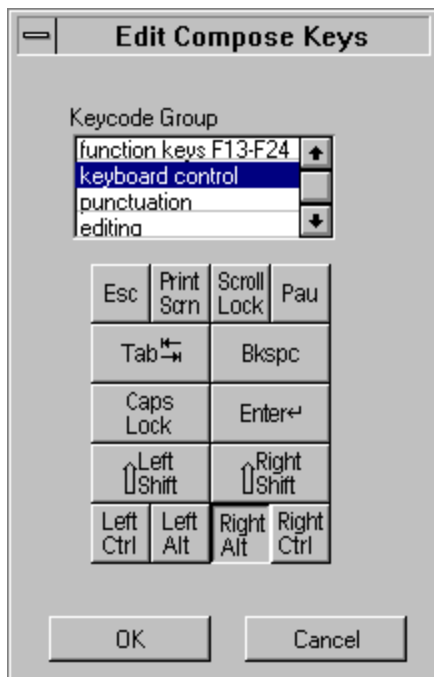 Edit Compose Keys
Keycode Group
function keys F13-F24
keyboard control
punctuation
editing
Esc
Print
Scrn
Scroll
Lock
Pau
Tab
Bkspc
Caps
Lock
Enter↵
⇧Left
Shift
⇧Right
Shift
Left
Ctrl
Left
Alt
Right
Alt
Right
Ctrl
OK
Cancel